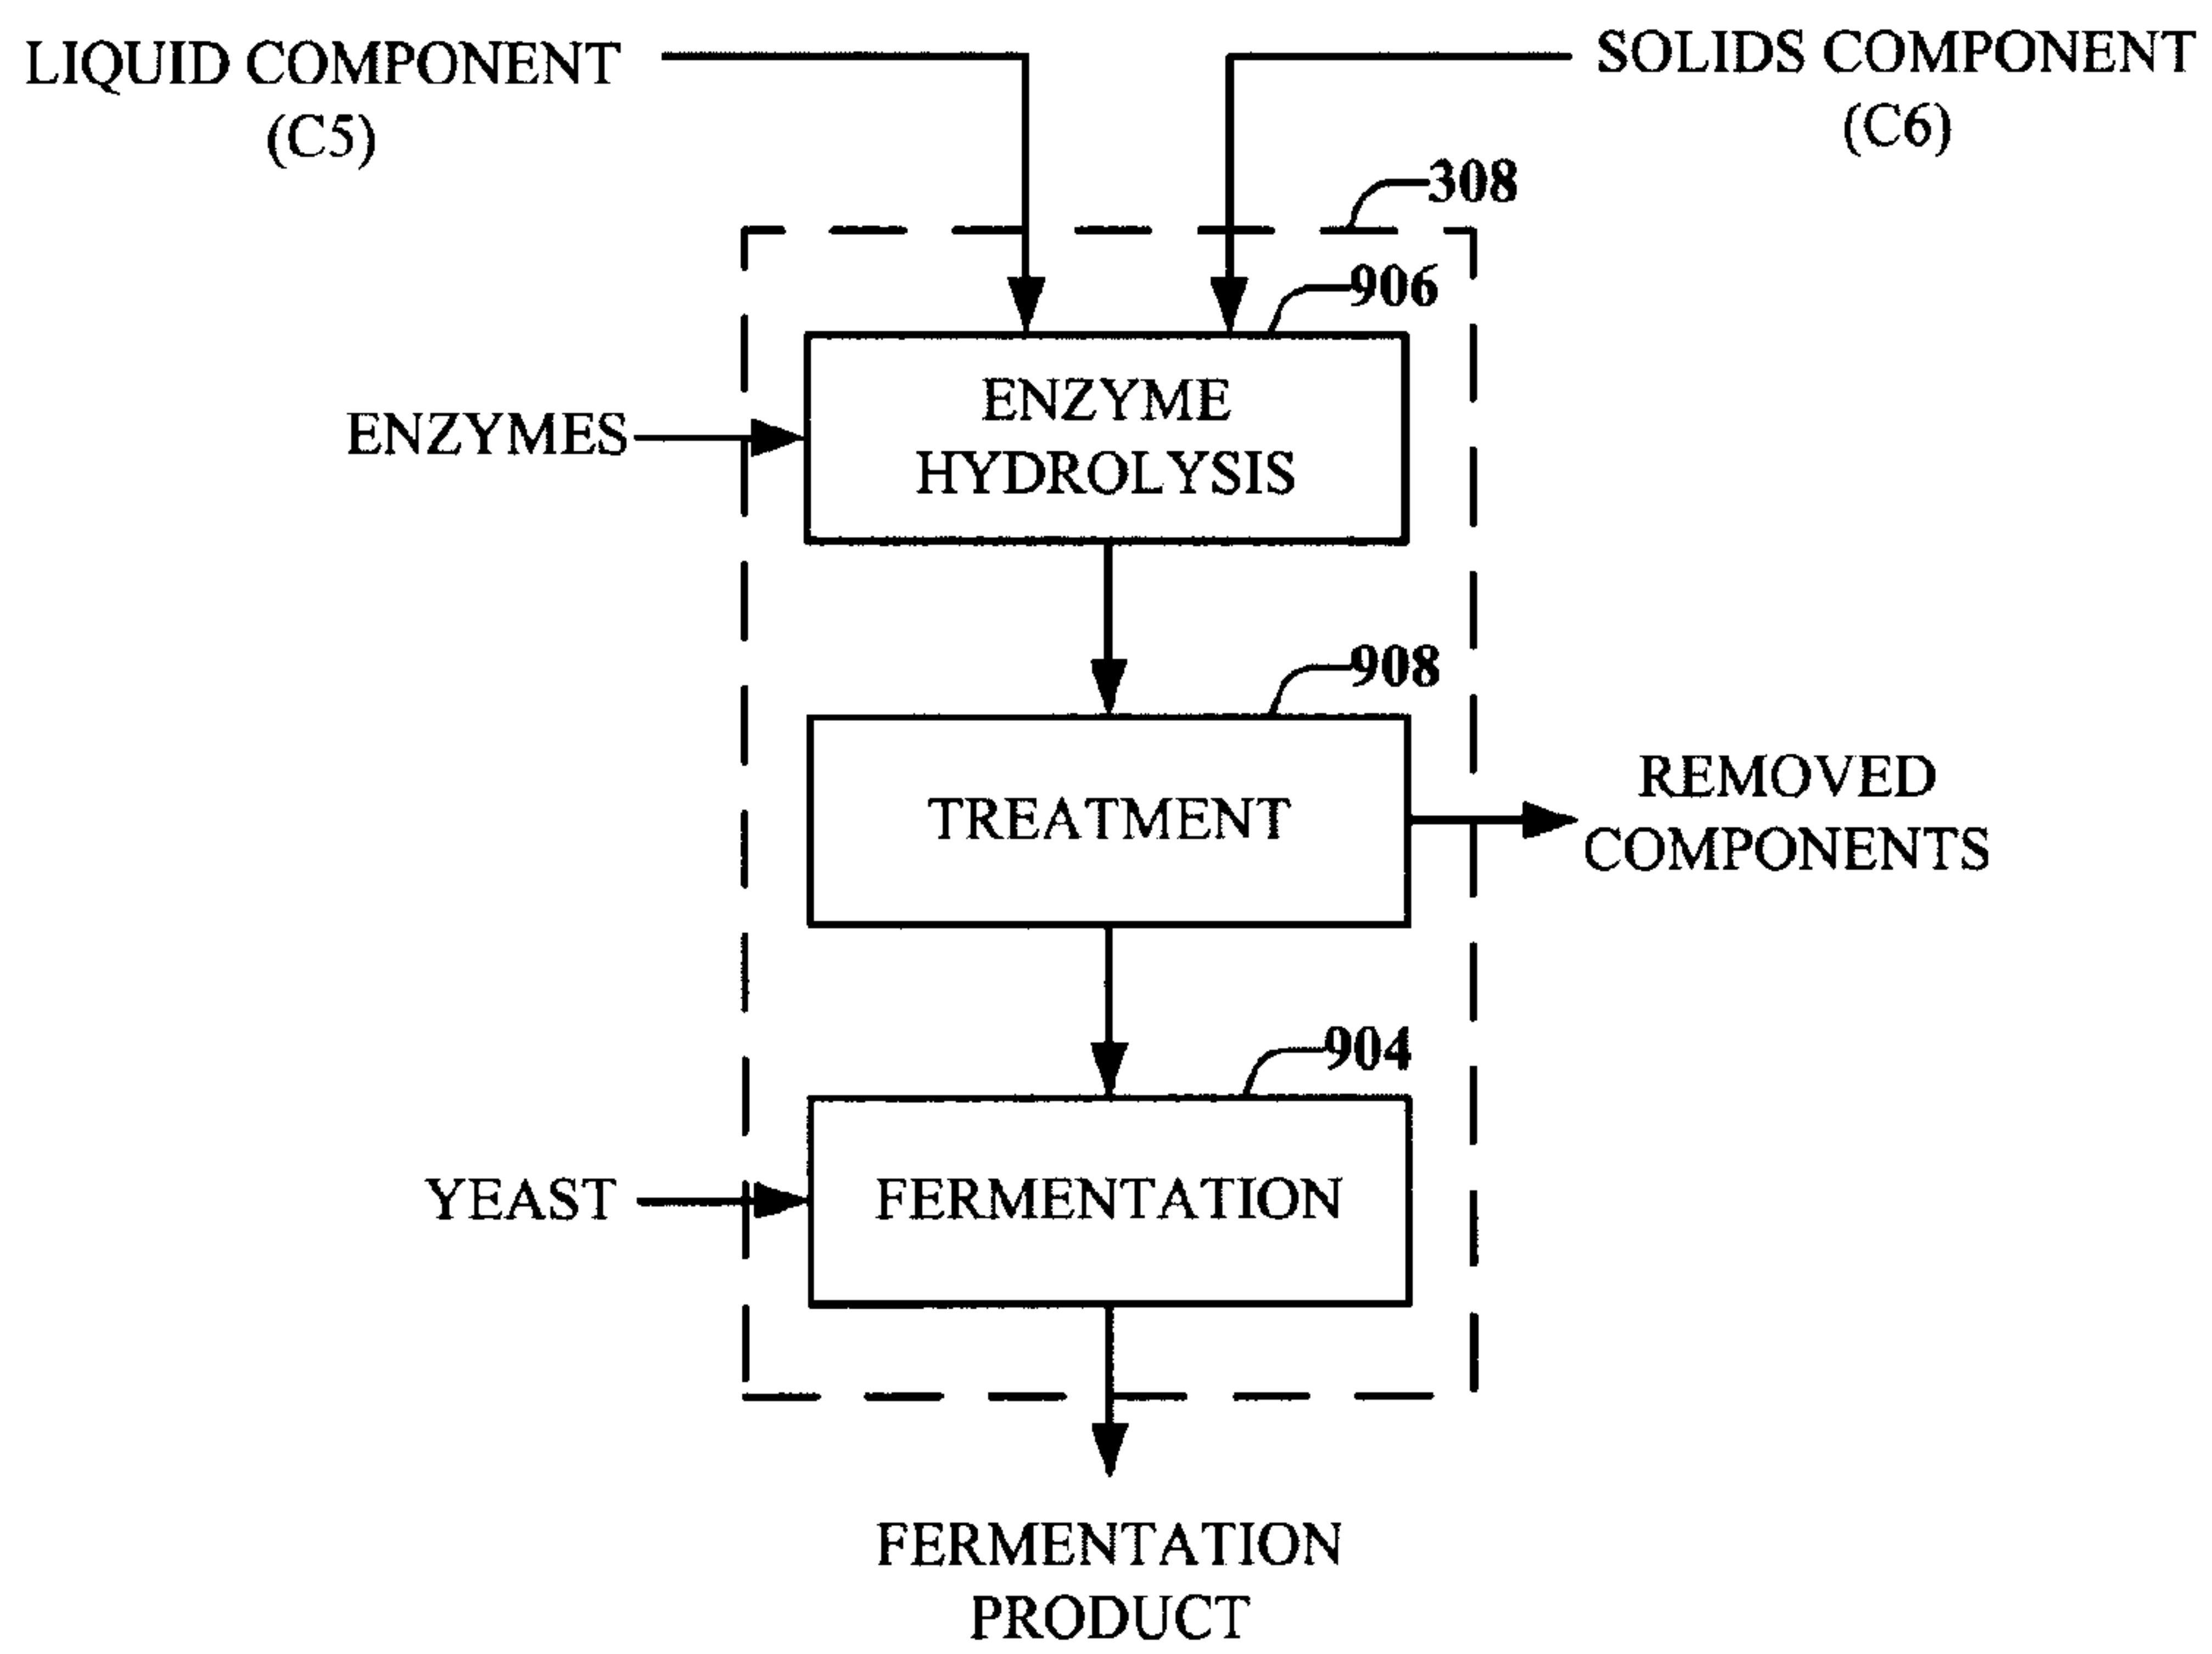 LIQUID COMPONENT
(C5)
SOLIDS COMPONENT
(C6)
308
906
ENZYMES
ENZYME
HYDROLYSIS
908
TREATMENT
REMOVED
COMPONENTS
904
YEAST
FERMENTATION
FERMENTATION
PRODUCT